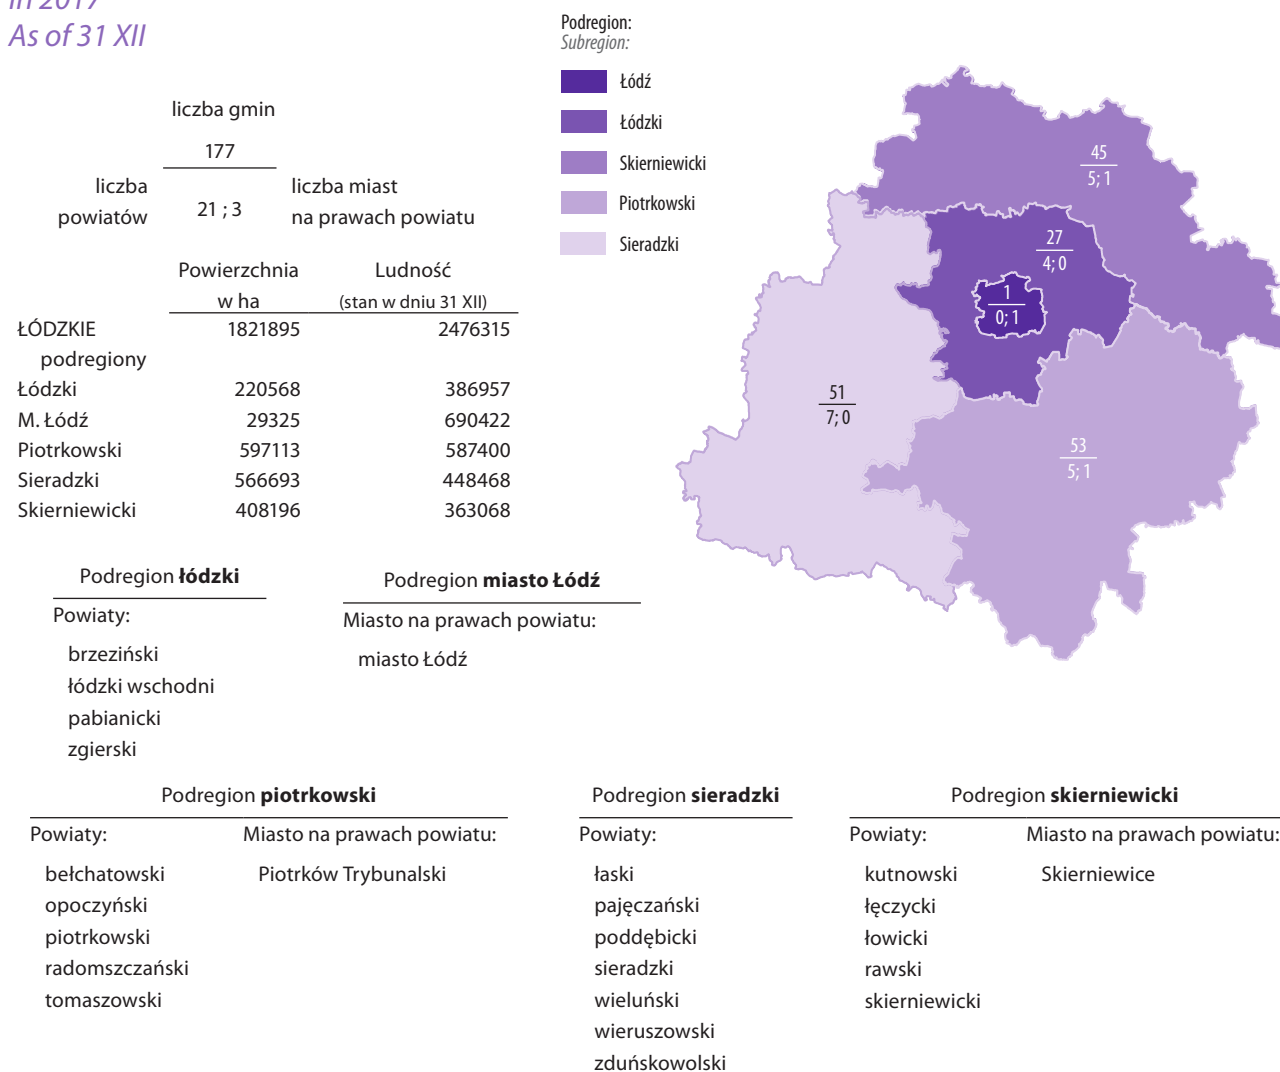 in 2017
As of 31 XII
liczba gmin
177
liczba powiatów
21 ; 3
liczba miast na prawach powiatu
Powierzchnia w ha
Ludność (stan w dniu 31 XII)
ŁÓDZKIE 1821895 2476315
podregiony
Łódzki 220568 386957
M. Łódź 29325 690422
Piotrkowski 597113 587400
Sieradzki 566693 448468
Skierniewicki 408196 363068
Podregion:
Subregion:
Łódź
Łódzki
Skierniewicki
Piotrkowski
Sieradzki
45
5; 1
27
4; 0
1
0; 1
51
7; 0
53
5; 1
Podregion łódzki
Powiaty:
brzeziński
łódzki wschodni
pabianicki
zgierski
Podregion miasto Łódź
Miasto na prawach powiatu:
miasto Łódź
Podregion piotrkowski
Powiaty:
bełchatowski
opoczyński
piotrkowski
radomszczański
tomaszowski
Miasto na prawach powiatu:
Piotrków Trybunalski
Podregion sieradzki
Powiaty:
łaski
pajęczański
poddębicki
sieradzki
wieluński
wieruszowski
zduńskowolski
Podregion skierniewicki
Powiaty:
kutnowski
łęczycki
łowicki
rawski
skierniewicki
Miasto na prawach powiatu:
Skierniewice